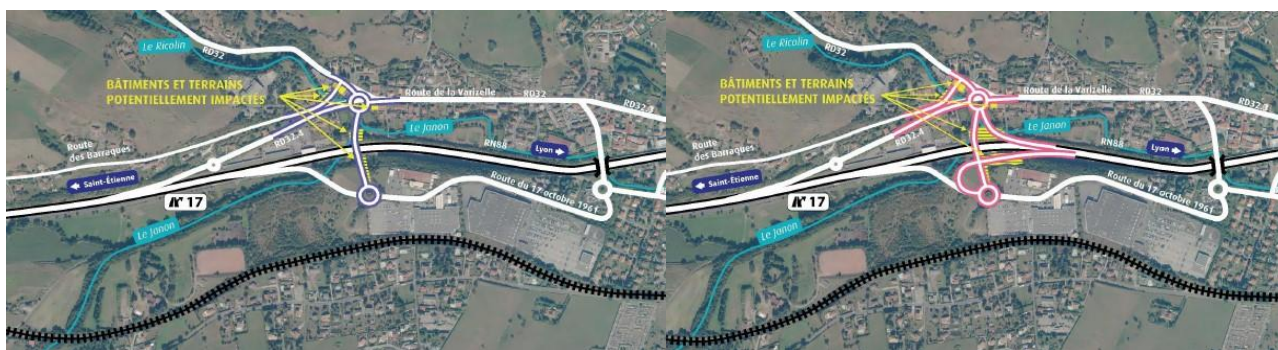 Le Ricolin
RD32
BÂTIMENTS ET TERRAINS
POTENTIELLEMENT IMPACTÉS
Route de la Varizelle
RD32
RD32.3
Le Janon
RD32.4
Route
des Barraques
RN88
Lyon
Saint-Étienne
N° 17
Route du 17 octobre 1961
Le Janon
Le Ricolin
RD32
BÂTIMENTS ET TERRAINS
POTENTIELLEMENT IMPACTÉS
Route de la Varizelle
RD32
RD32.3
Le Janon
RD32.4
Route
des Barraques
RN88
Lyon
Saint-Étienne
N° 17
Route du 17 octobre 1961
Le Janon